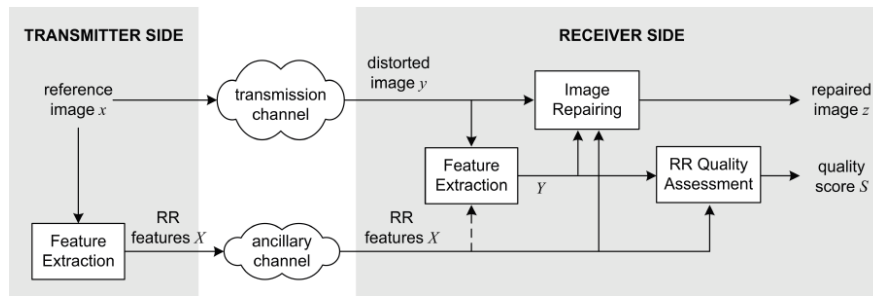 TRANSMITTER SIDE
RECEIVER SIDE
reference
image x
transmission
channel
distorted
image y
Image
Repairing
repaired
image z
Feature
Extraction
Y
RR Quality
Assessment
quality
score S
Feature
Extraction
RR
features X
ancillary
channel
RR
features X